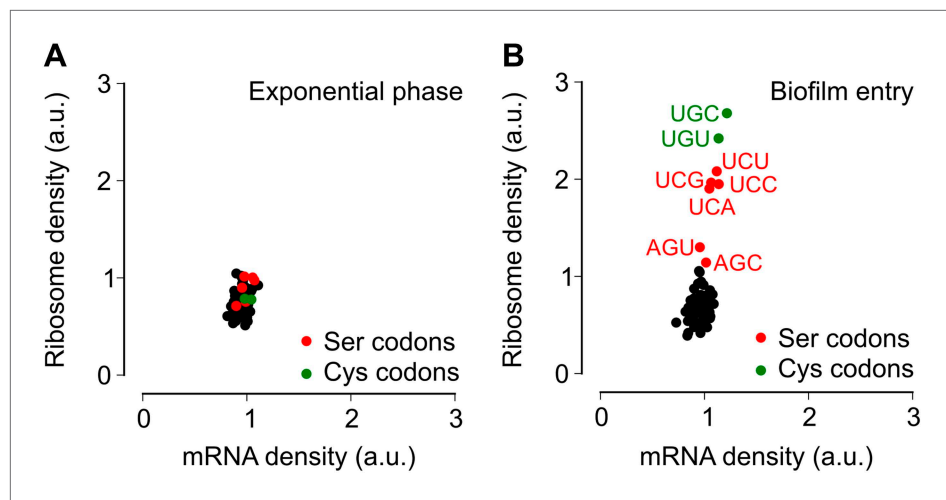 A
Exponential phase
Ribosome density (a.u.)
3
2
1
0
Ser codons
Cys codons
0 1 2 3
mRNA density (a.u.)
B
Biofilm entry
Ribosome density (a.u.)
3
2
1
0
UGC
UGU
UCU
UCG UCC
UCA
AGU
AGC
Ser codons
Cys codons
0 1 2 3
mRNA density (a.u.)